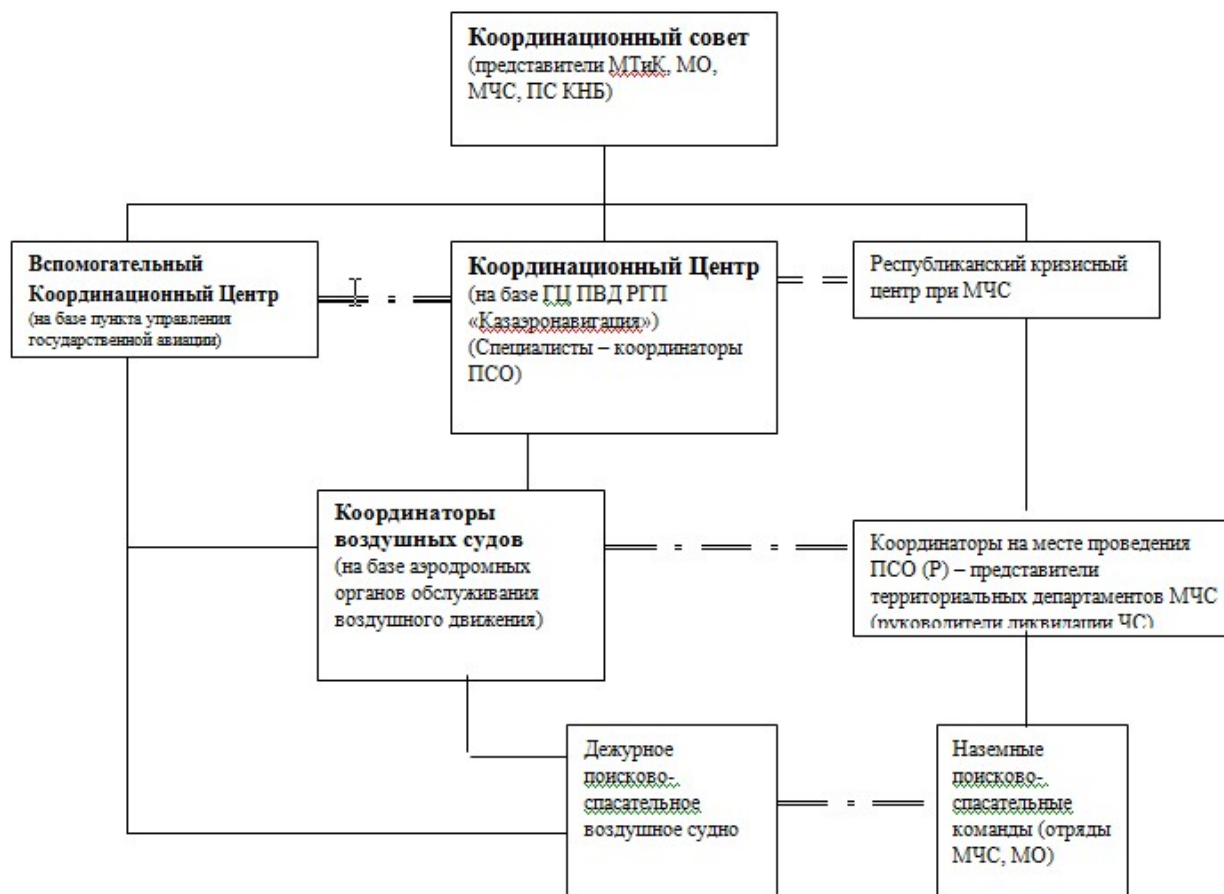 Координационный совет
(представители МТиК, МО,
МЧС, ПС КНБ)
Вспомогательный
Координационный Центр
(на базе пункта управления
государственной авиации)
Координационный Центр
(на базе ГЦ ПВД РГП
«Казаэронавигация»)
(Специалисты – координаторы
ПСО)
Республиканский кризисный
центр при МЧС
Координаторы
воздушных судов
(на базе аэродромных
органов обслуживания
воздушного движения)
Координаторы на месте проведения
ПСО (Р) – представители
территориальных департаментов МЧС
(руководители ликвидации ЧС)
Дежурное
поисково-
спасательное
воздушное судно
Наземные
поисково-
спасательные
команды (отряды
МЧС, МО)